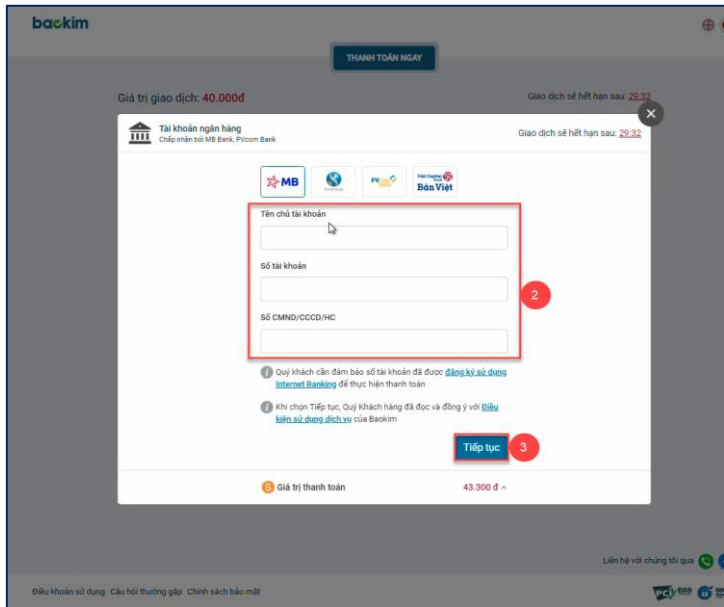 baokim
THANH TOÁN NGAY
Giá trị giao dịch: 40.000đ
Giao dịch sẽ hết hạn sau: 29:32
Tài khoản ngân hàng
Chấp nhận bởi MB Bank, PVcom Bank
Giao dịch sẽ hết hạn sau: 29:32
MB
PVcom
Viet Capital Bank
Bản Việt
Tên chủ tài khoản
Số tài khoản
2
Số CMND/CCCD/HC
Quý khách cần đảm bảo số tài khoản đã được đăng ký sử dụng
Internet Banking để thực hiện thanh toán
Khi chọn Tiếp tục, Quý Khách hàng đã đọc và đồng ý với Điều
kiện sử dụng dịch vụ của Baokim
Tiếp tục
3
Giá trị thanh toán
43.300 đ
Liên hệ với chúng tôi qua
Điều khoản sử dụng Câu hỏi thường gặp Chính sách bảo mật
PCI DSS